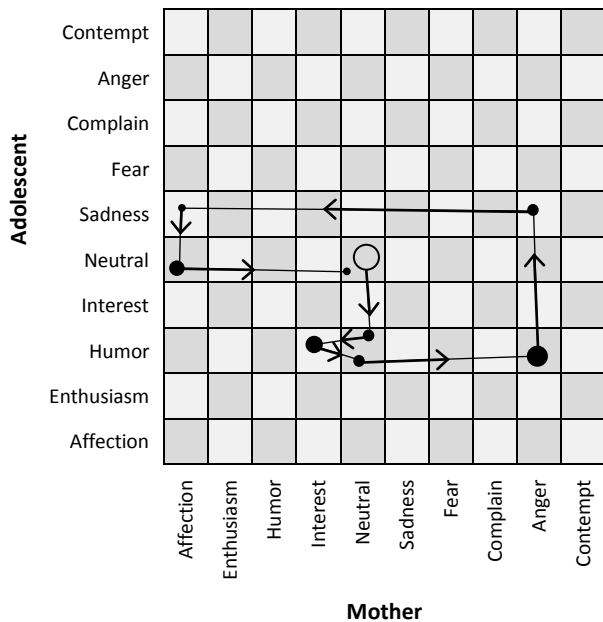 Adolescent
Contempt
Anger
Complain
Fear
Sadness
Neutral
Interest
Humor
Enthusiasm
Affection
Affection
Enthusiasm
Humor
Interest
Neutral
Sadness
Fear
Complain
Anger
Contempt
Mother